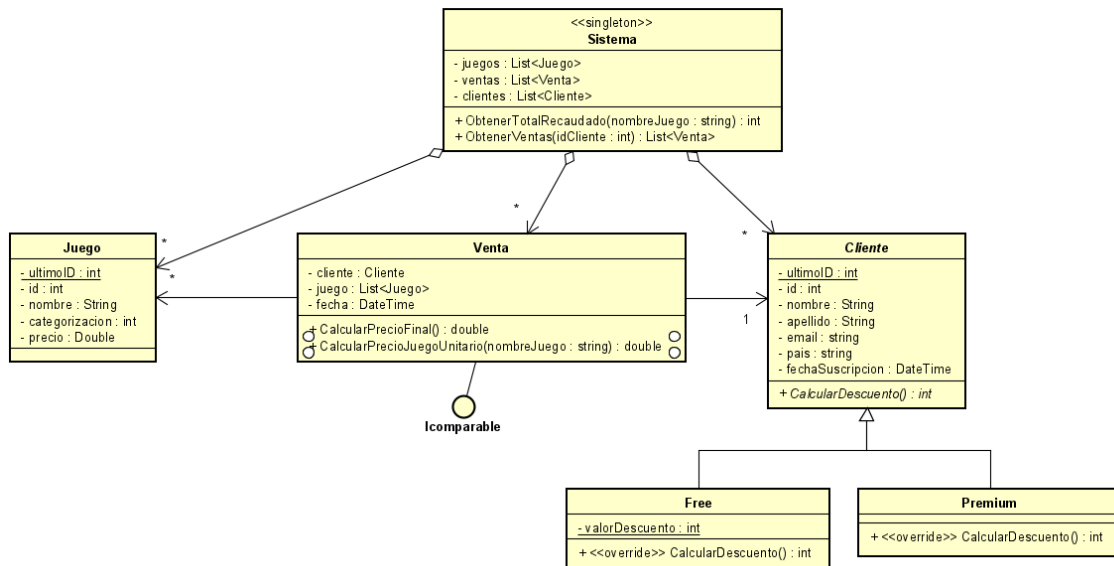 <<singleton>>
Sistema
- juegos : List<Juego>
- ventas : List<Venta>
- clientes : List<Cliente>
+ ObtenerTotalRecaudado(nombreJuego : string) : int
+ObtenerVentas(idCliente : int) : List<Venta>
*
*
*
Juego
- ultimoID : int
- id : int
- nombre : String
- categorizacion : int
- precio : Double
*
Venta
- cliente : Cliente
- juego : List<Juego>
- fecha : DateTime
+ CalcularPrecioFinal() : double
+CalcularPrecioJuegoUnitario(nombreJuego : string) : double
1
Icomparable
Cliente
- ultimoID : int
- id : int
- nombre : String
- apellido : String
- email : string
- pais : string
- fechaSuscripcion : DateTime
+ CalcularDescuento() : int
Free
- valorDescuento : int
+ <<override>> CalcularDescuento() : int
Premium
+ <<override>> CalcularDescuento() : int